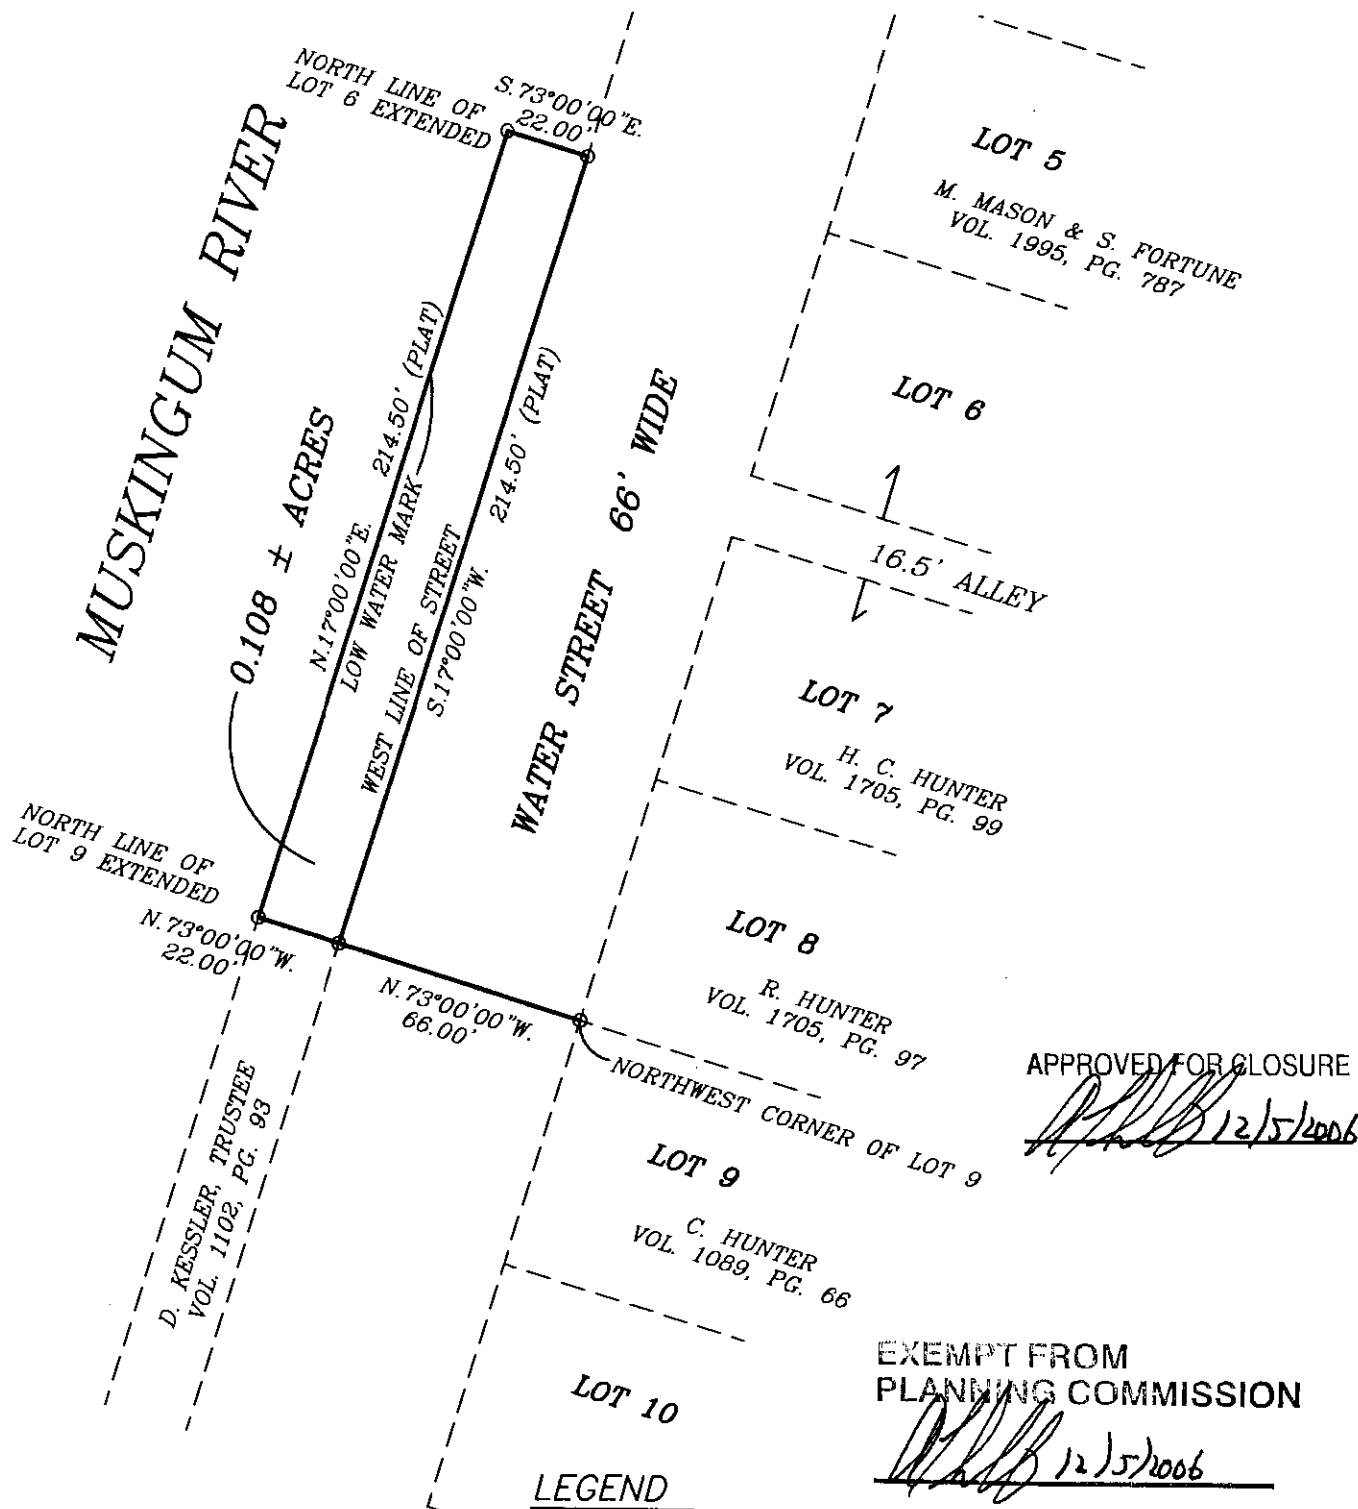 NORTH LINE OF
LOT 6 EXTENDED
S.73°00'00"E.
22.00'
MUSKINGUM RIVER
LOT 5
M. MASON & S. FORTUNE
VOL. 1995, PG. 787
N.17°00'00"E. 214.50' (PLAT)
LOW WATER MARK
0.108 ± ACRES
WEST LINE OF STREET
S.17°00'00"W. 214.50' (PLAT)
WATER STREET 66' WIDE
LOT 6
16.5' ALLEY
LOT 7
H. C. HUNTER
VOL. 1705, PG. 99
NORTH LINE OF
LOT 9 EXTENDED
N.73°00'00"W.
22.00'
N.73°00'00"W.
66.00'
LOT 8
R. HUNTER
VOL. 1705, PG. 97
NORTHWEST CORNER OF LOT 9
D. KESSLER, TRUSTEE
VOL. 1102, PG. 93
LOT 9
C. HUNTER
VOL. 1089, PG. 66
APPROVED FOR CLOSURE
12/5/2006
LOT 10
EXEMPT FROM
PLANNING COMMISSION
12/5/2006
LEGEND